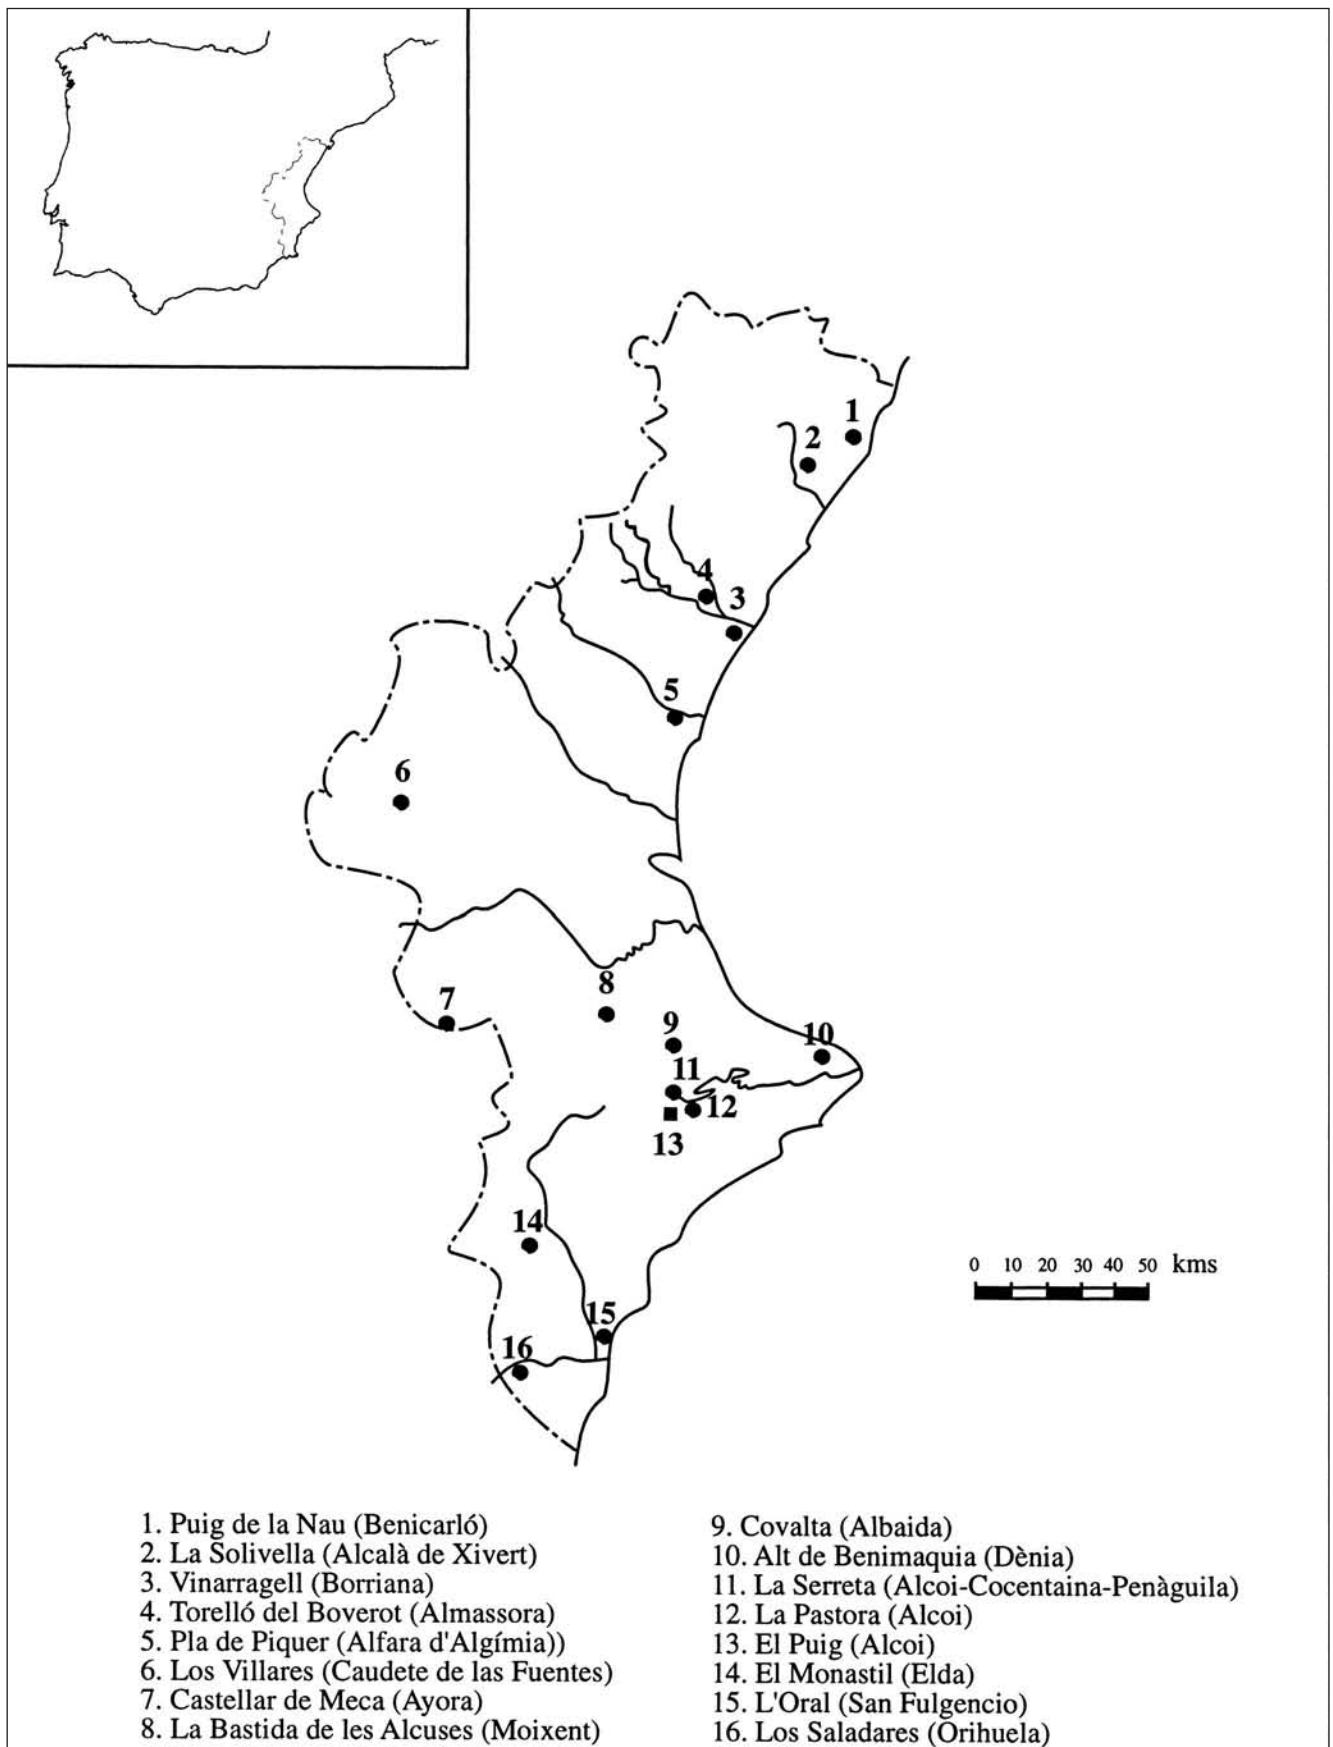 1
2
4
3
5
6
7
8
9
10
11
12
13
14
15
16
0 10 20 30 40 50 kms
1. Puig de la Nau (Benicarló)
2. La Solivella (Alcalà de Xivert)
3. Vinarragell (Borriana)
4. Torelló del Boverot (Almassora)
5. Pla de Piquer (Alfara d'Algímia))
6. Los Villares (Caudete de las Fuentes)
7. Castellar de Meca (Ayora)
8. La Bastida de les Alcuses (Moixent)
9. Covalta (Albaida)
10. Alt de Benimaquia (Dènia)
11. La Serreta (Alcoi-Cocentaina-Penàguila)
12. La Pastora (Alcoi)
13. El Puig (Alcoi)
14. El Monastil (Elda)
15. L'Oral (San Fulgencio)
16. Los Saladares (Orihuela)